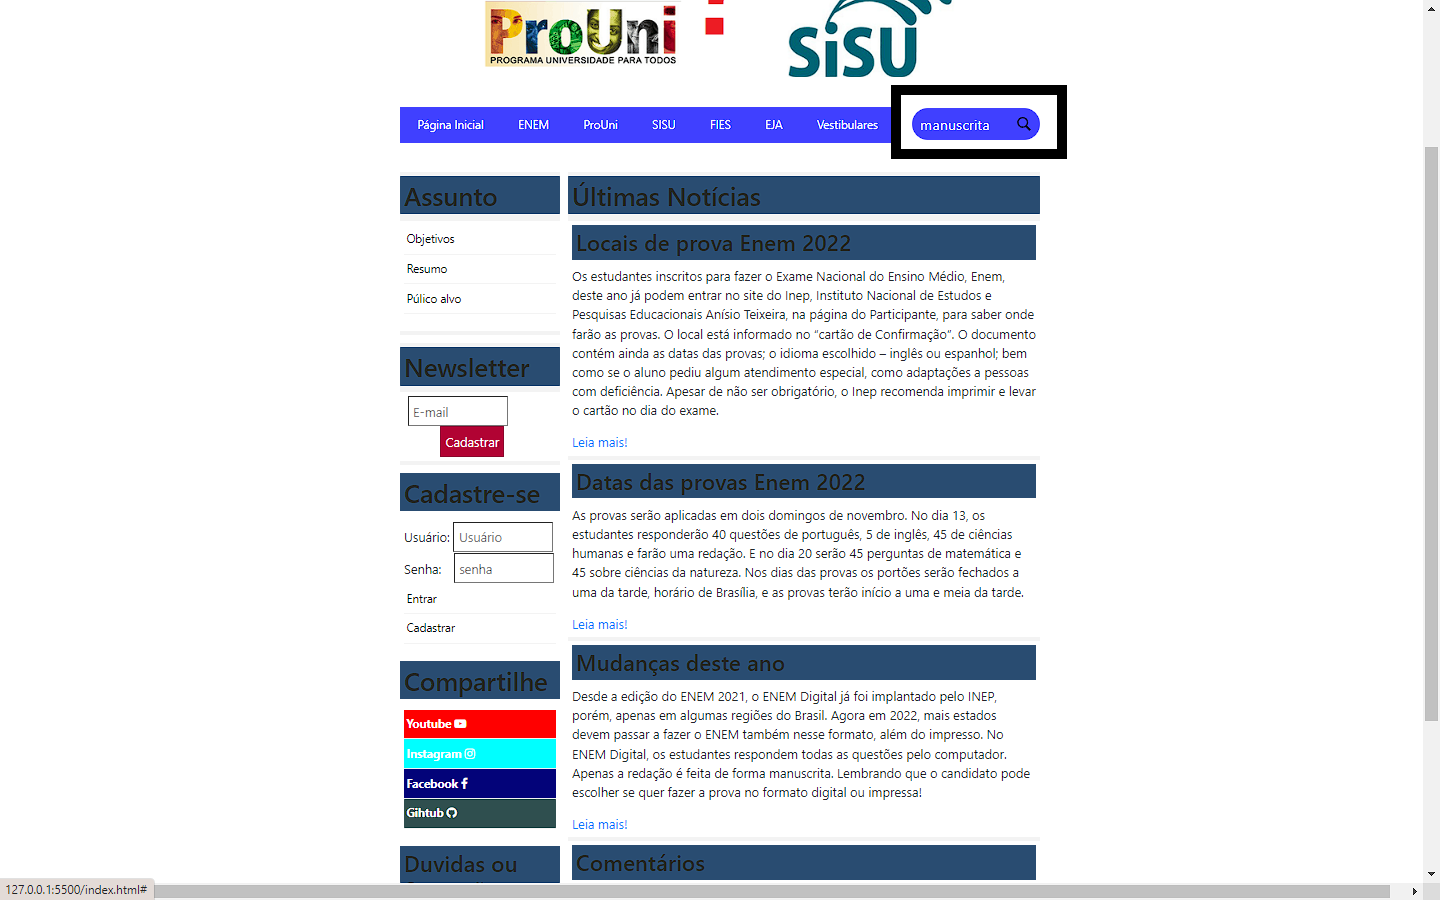 ProUni
PROGRAMA UNIVERSIDADE PARA TODOS
SiSU
Página Inicial ENEM ProUni SISU FIES EJA Vestibulares manuscrita
Assunto
Objetivos
Resumo
Púlico alvo
Newsletter
E-mail
Cadastrar
Cadastre-se
Usuário: Usuário
Senha: senha
Entrar
Cadastrar
Compartilhe
Youtube
Instagram
Facebook
Gihtub
Duvidas ou
Últimas Notícias
Locais de prova Enem 2022
Os estudantes inscritos para fazer o Exame Nacional do Ensino Médio, Enem,
deste ano já podem entrar no site do Inep, Instituto Nacional de Estudos e
Pesquisas Educacionais Anísio Teixeira, na página do Participante, para saber onde
farão as provas. O local está informado no “cartão de Confirmação”. O documento
contém ainda as datas das provas; o idioma escolhido – inglês ou espanhol; bem
como se o aluno pediu algum atendimento especial, como adaptações a pessoas
com deficiência. Apesar de não ser obrigatório, o Inep recomenda imprimir e levar
o cartão no dia do exame.
Leia mais!
Datas das provas Enem 2022
As provas serão aplicadas em dois domingos de novembro. No dia 13, os
estudantes responderão 40 questões de português, 5 de inglês, 45 de ciências
humanas e farão uma redação. E no dia 20 serão 45 perguntas de matemática e
45 sobre ciências da natureza. Nos dias das provas os portões serão fechados a
uma da tarde, horário de Brasília, e as provas terão início a uma e meia da tarde.
Leia mais!
Mudanças deste ano
Desde a edição do ENEM 2021, o ENEM Digital já foi implantado pelo INEP,
porém, apenas em algumas regiões do Brasil. Agora em 2022, mais estados
devem passar a fazer o ENEM também nesse formato, além do impresso. No
ENEM Digital, os estudantes respondem todas as questões pelo computador.
Apenas a redação é feita de forma manuscrita. Lembrando que o candidato pode
escolher se quer fazer a prova no formato digital ou impressa!
Leia mais!
Comentários
127.0.0.1:5500/index.html#